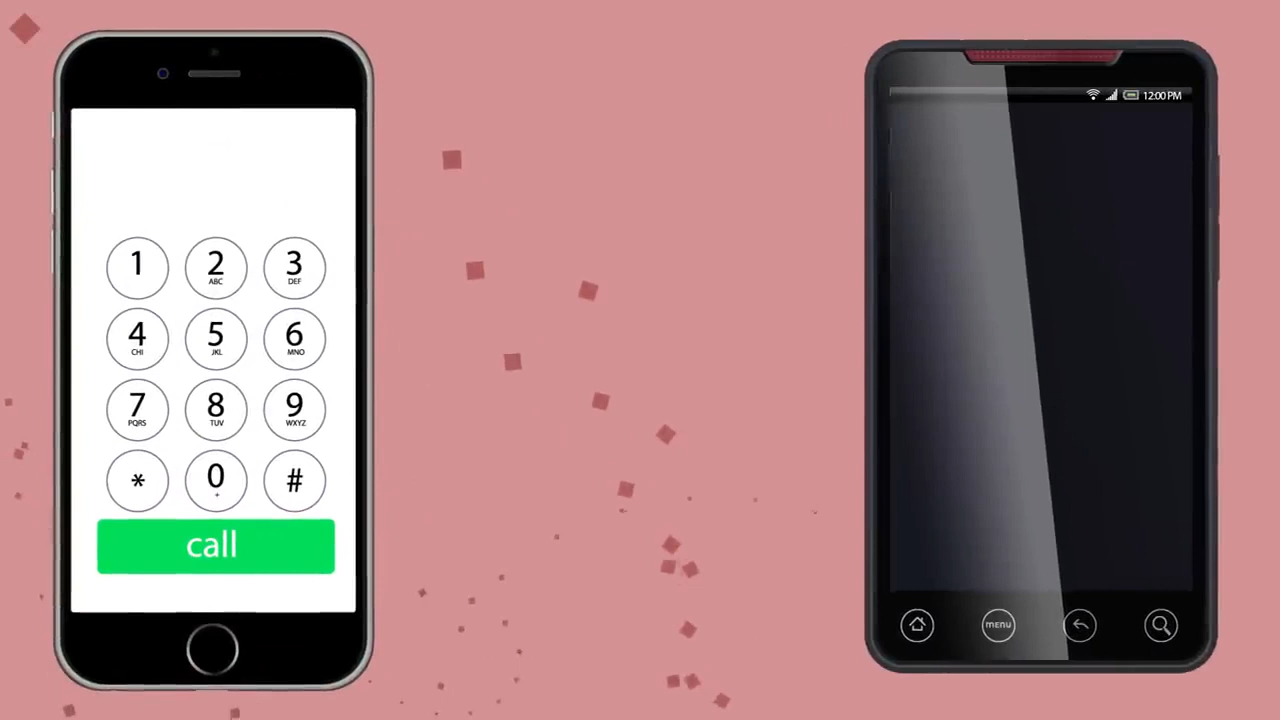 1 2 3
ABC DEF
4 5 6
GHI JKL MNO
7 8 9
PQRS TUV WXYZ
* 0 #
+
call
12:00 PM
MENU